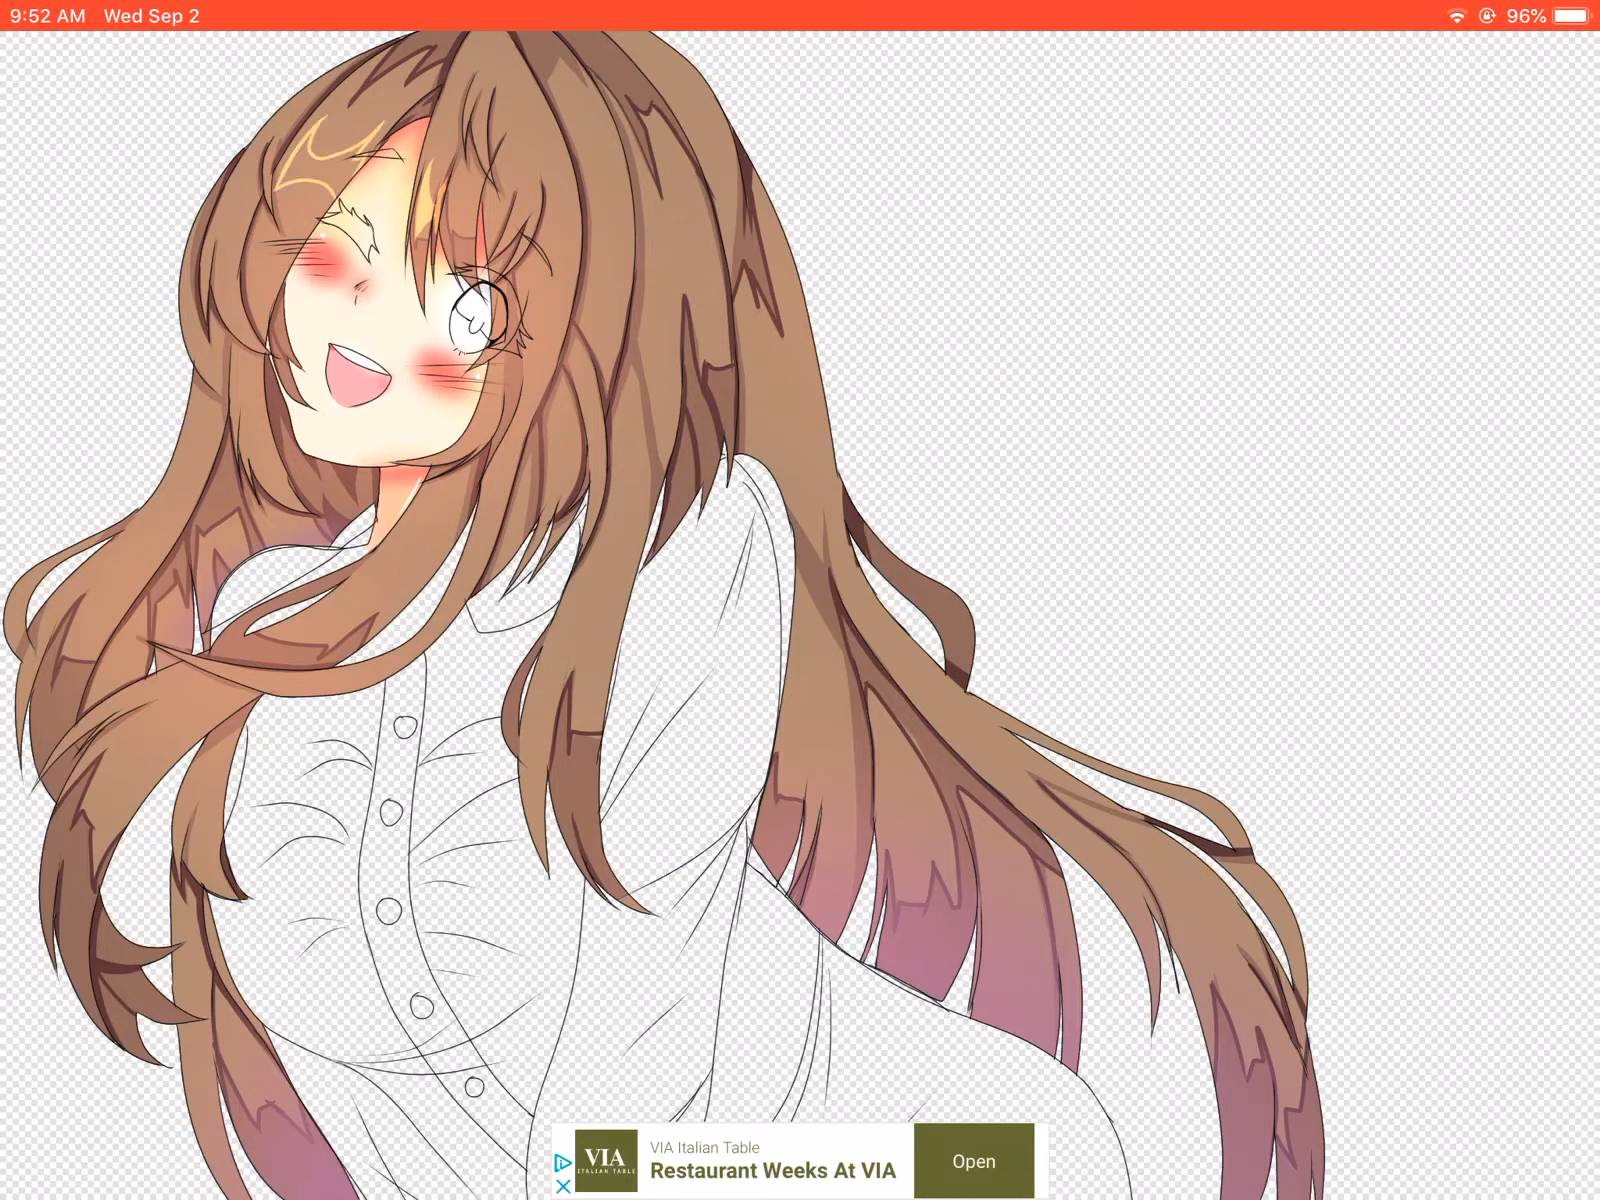 9:52 AM Wed Sep 2
96%
VIA
ITALIAN TABLE
VIA Italian Table
Restaurant Weeks At VIA
Open